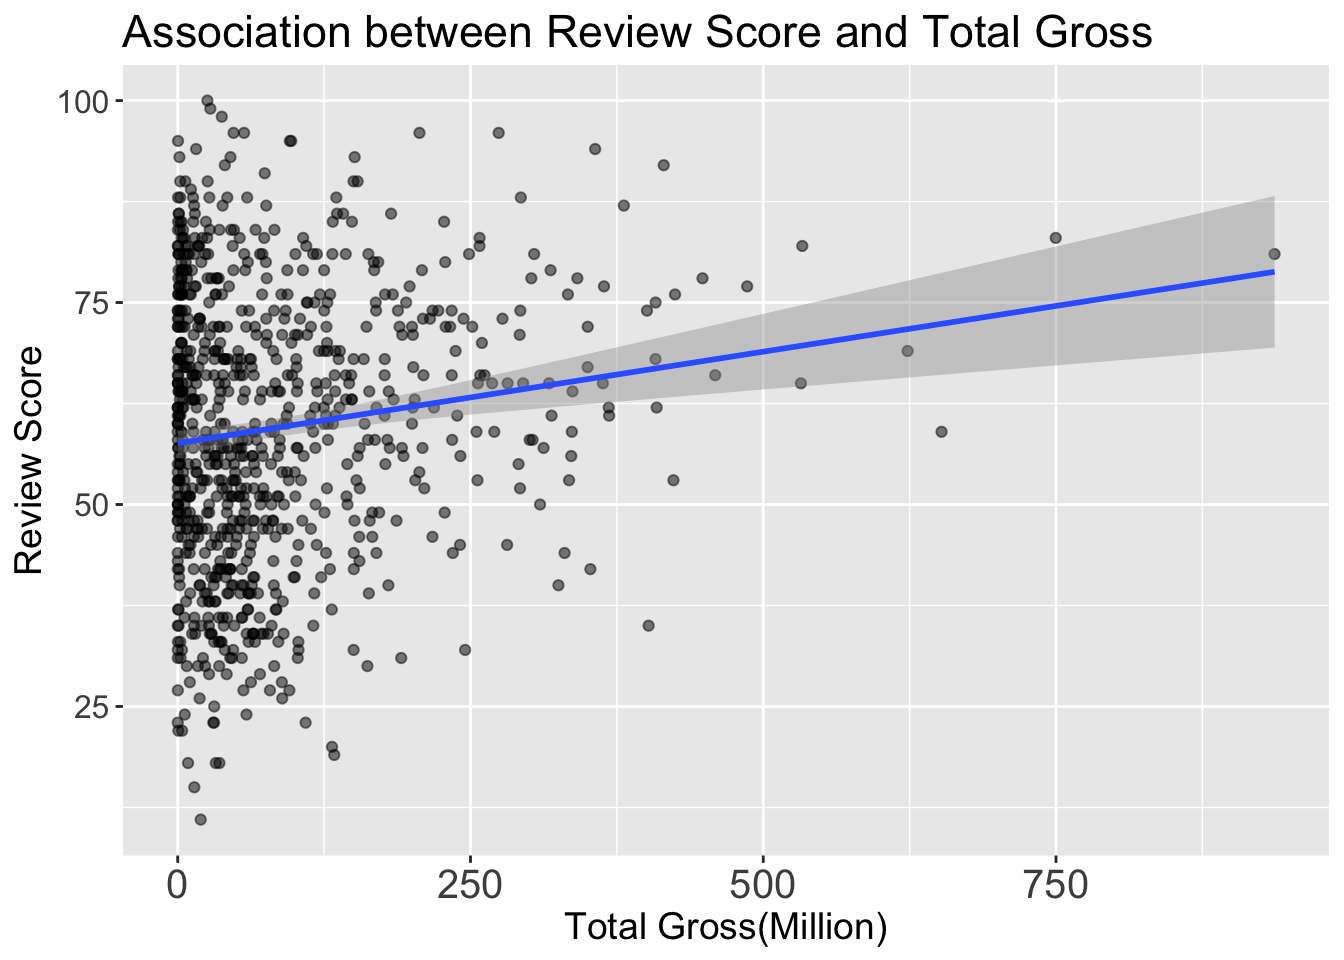 Association between Review Score and Total Gross
100
75
50
25
Review Score
0 250 500 750
Total Gross(Million)